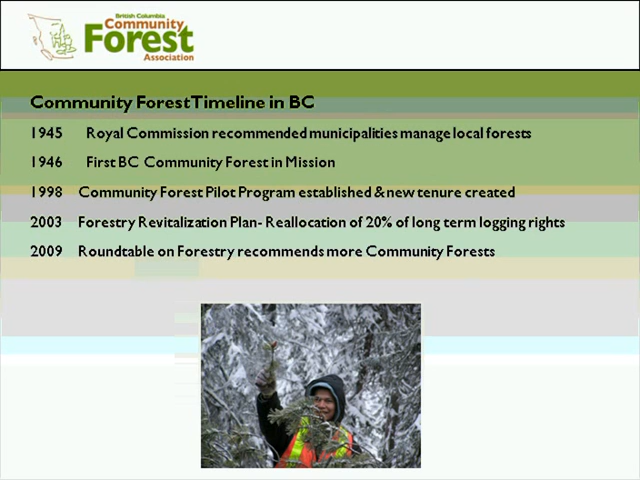 British Columbia
Community
Forest
Association
Community Forest Timeline in BC
1945 Royal Commission recommended municipalities manage local forests
1946 First BC Community Forest in Mission
1998 Community Forest Pilot Program established & new tenure created
2003 Forestry Revitalization Plan- Reallocation of 20% of long term logging rights
2009 Roundtable on Forestry recommends more Community Forests